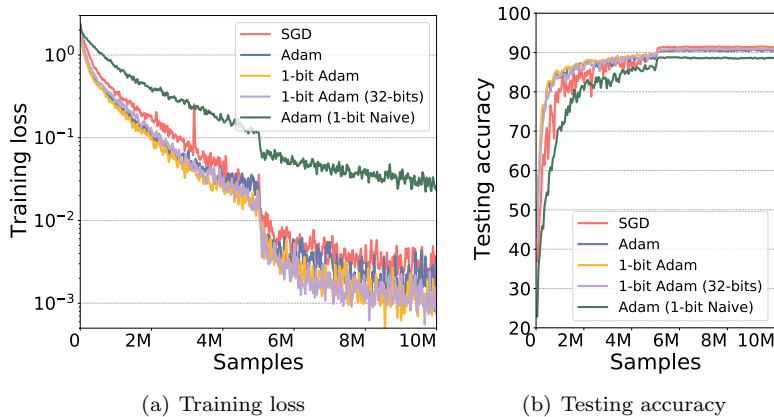 SGD
Adam
1-bit Adam
1-bit Adam (32-bits)
Adam (1-bit Naive)
10^0
10^{-1}
10^{-2}
10^{-3}
Training loss
0 2M 4M 6M 8M 10M
Samples
(a) Training loss
100
90
80
70
60
50
40
30
20
Testing accuracy
SGD
Adam
1-bit Adam
1-bit Adam (32-bits)
Adam (1-bit Naive)
0 2M 4M 6M 8M 10M
Samples
(b) Testing accuracy